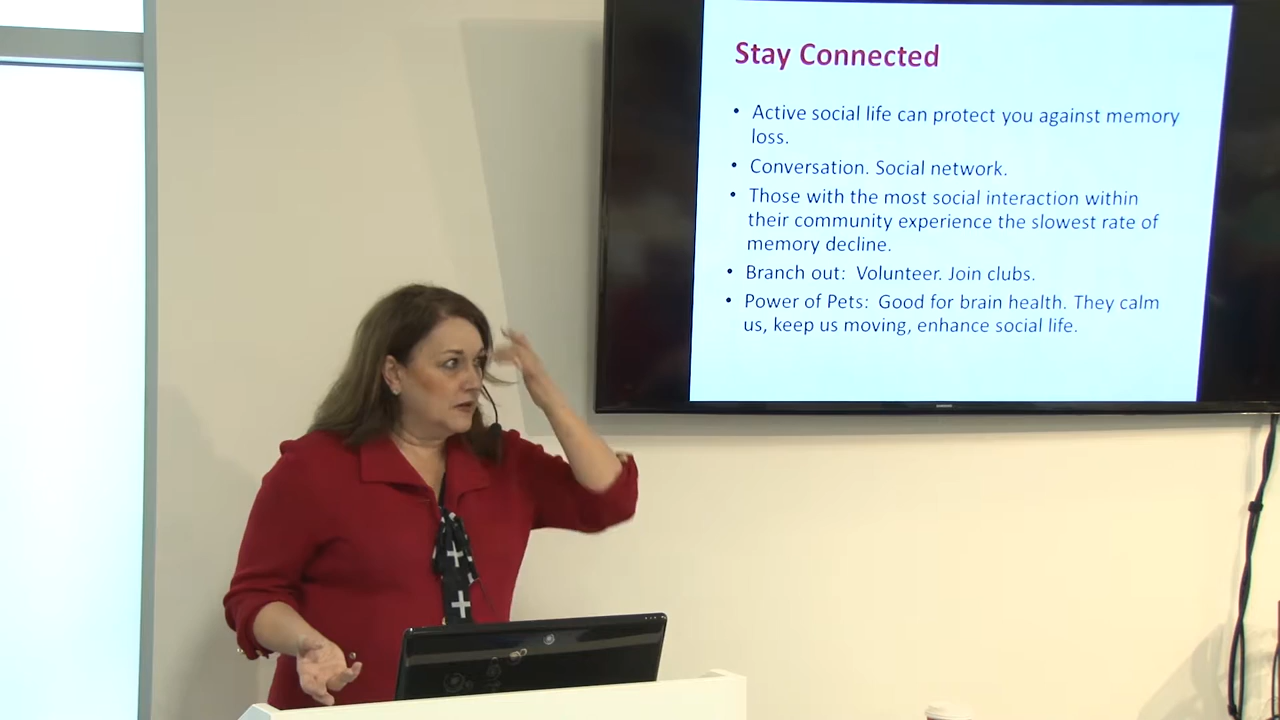 Stay Connected
• Active social life can protect you against memory
loss.
• Conversation. Social network.
• Those with the most social interaction within
their community experience the slowest rate of
memory decline.
• Branch out:  Volunteer. Join clubs.
• Power of Pets:  Good for brain health. They calm
us, keep us moving, enhance social life.
SAMSUNG